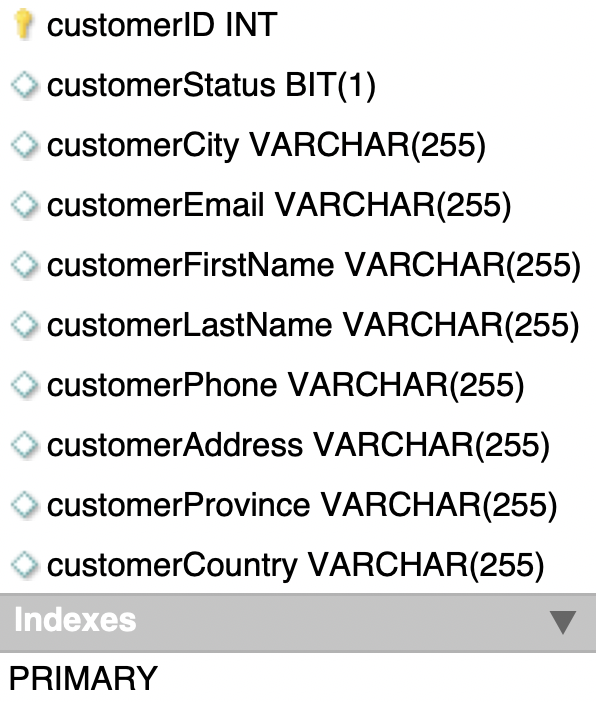 customerID INT
customerStatus BIT(1)
customerCity VARCHAR(255)
customerEmail VARCHAR(255)
customerFirstName VARCHAR(255)
customerLastName VARCHAR(255)
customerPhone VARCHAR(255)
customerAddress VARCHAR(255)
customerProvince VARCHAR(255)
customerCountry VARCHAR(255)
Indexes
PRIMARY